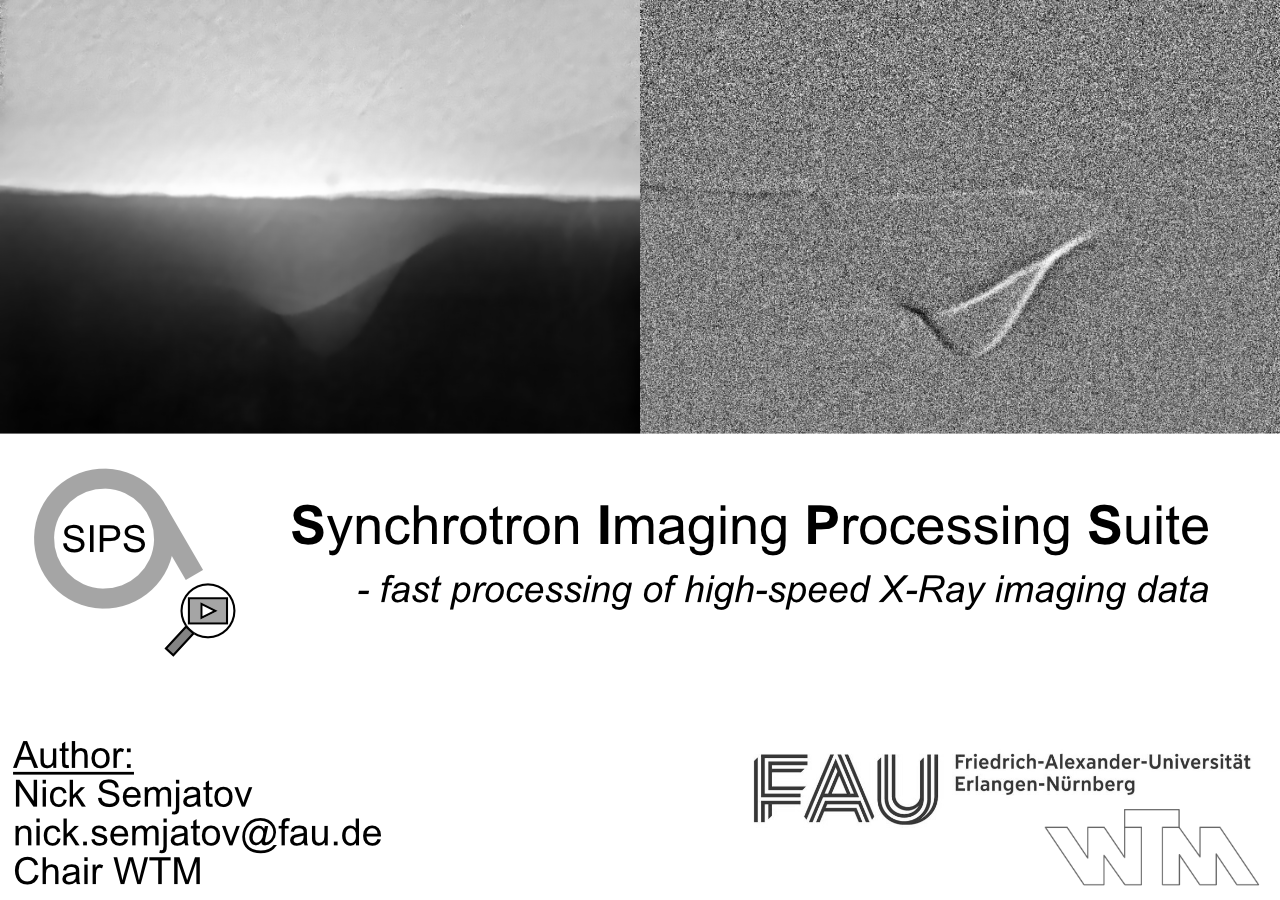 SIPS
Synchrotron Imaging Processing Suite
- fast processing of high-speed X-Ray imaging data
Author:
Nick Semjatov
nick.semjatov@fau.de
Chair WTM
FAU
Friedrich-Alexander-Universität
Erlangen-Nürnberg
WTM